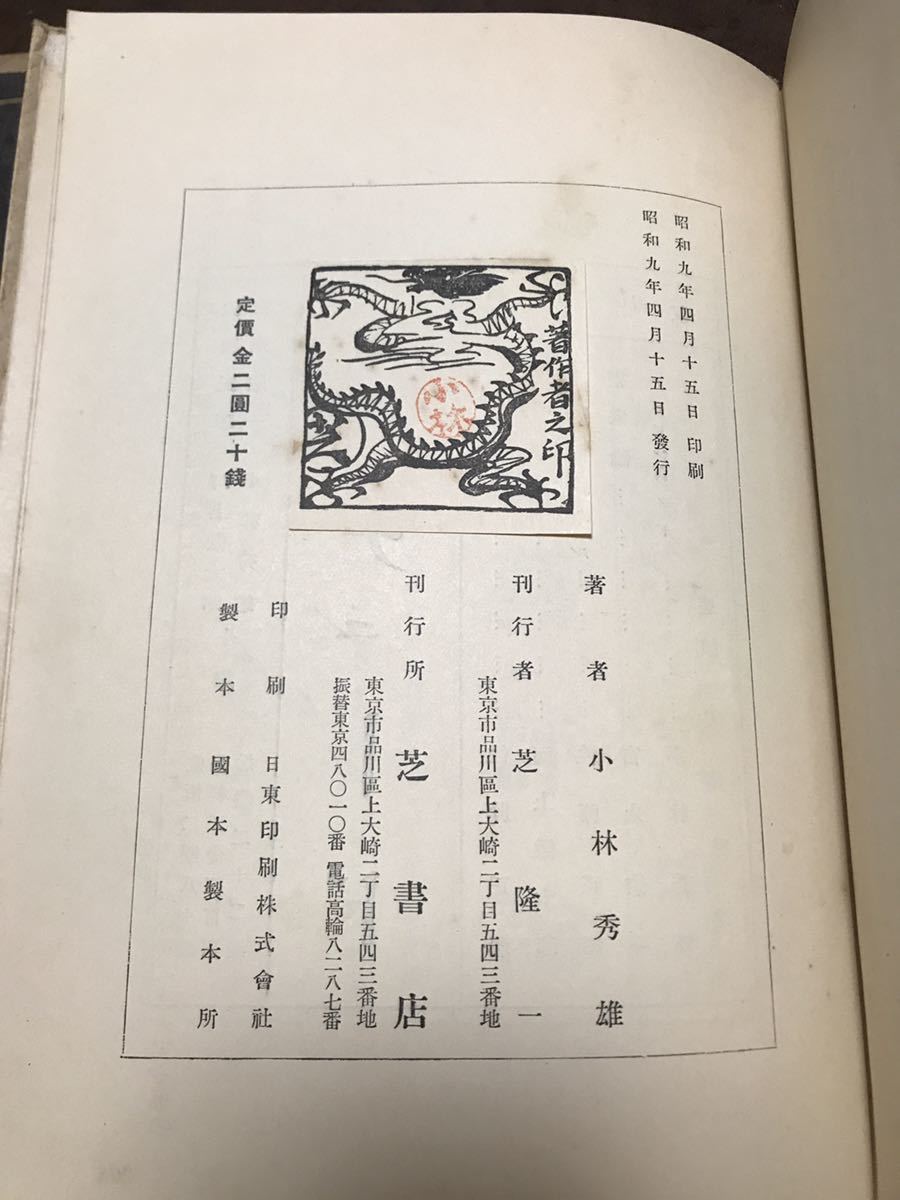 昭和九年四月十五日 印刷
昭和九年四月十五日 發行
著作者之印
小林
芝
定價金二圓二十錢
著者 小林秀雄
刊行者 芝隆一
東京市品川區上大崎二丁目五四三番地
刊行所 芝書店
東京市品川區上大崎二丁目五四三番地
振替東京四八〇一〇番 電話高輪八二八七番
印刷 日東印刷株式會社
製本 國本製本所